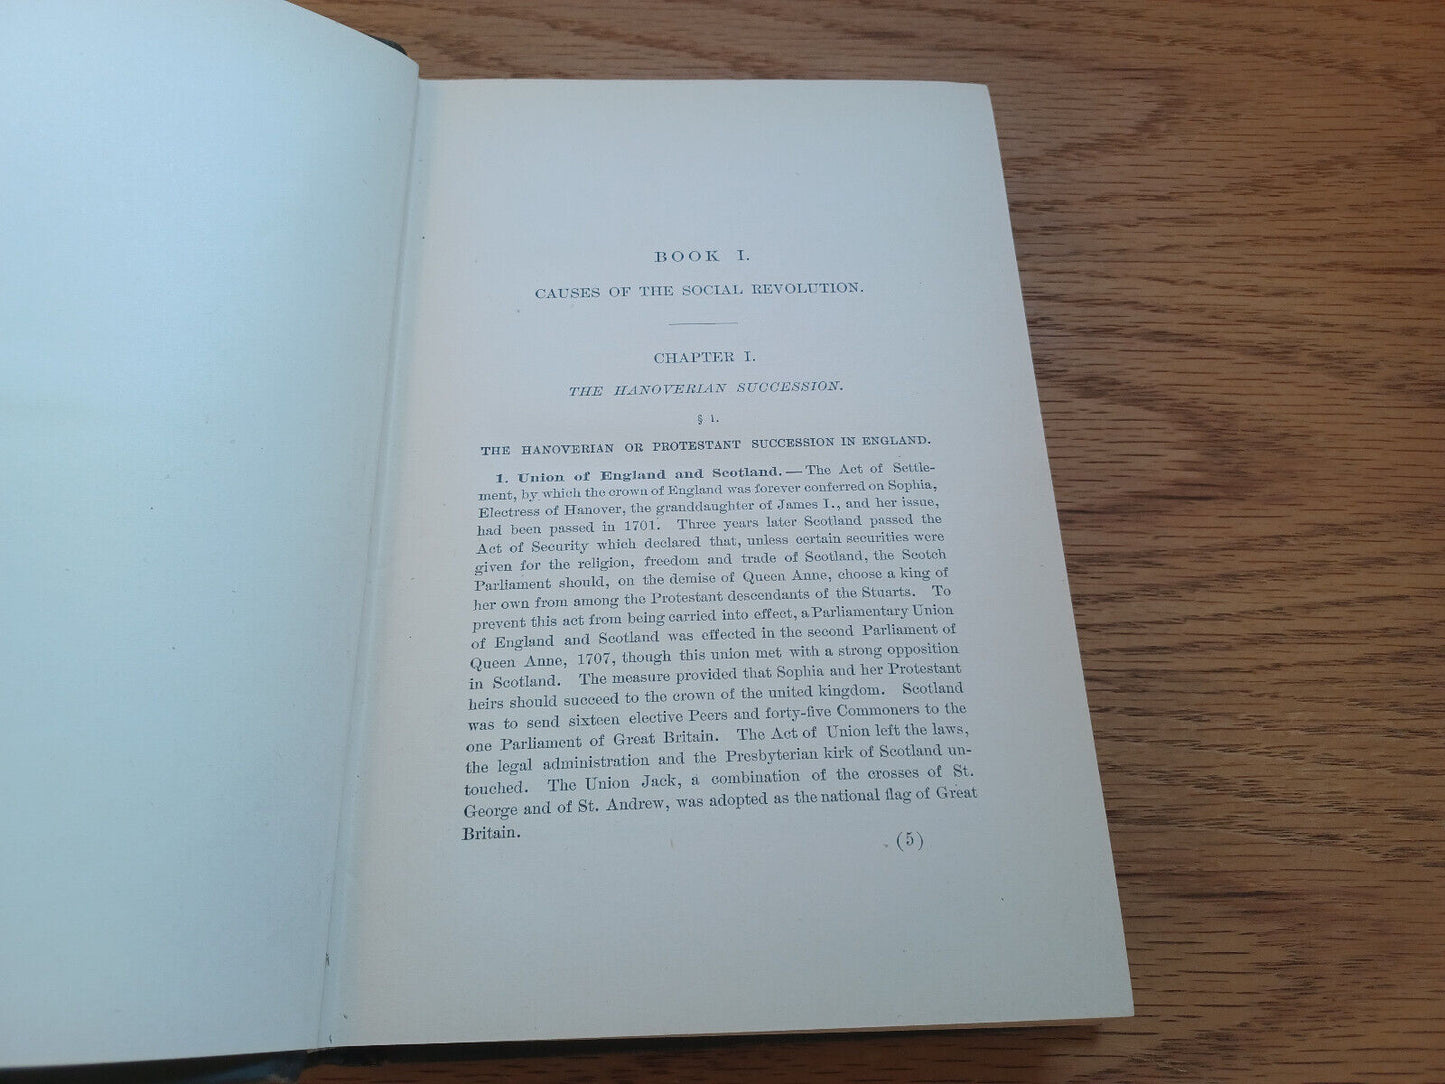 BOOK I.
CAUSES OF THE SOCIAL REVOLUTION.
CHAPTER I.
THE HANOVERIAN SUCCESSION.
§ 1.
THE HANOVERIAN OR PROTESTANT SUCCESSION IN ENGLAND.
1. Union of England and Scotland.—The Act of Settle-
ment, by which the crown of England was forever conferred on Sophia,
Electress of Hanover, the granddaughter of James I., and her issue,
had been passed in 1701. Three years later Scotland passed the
Act of Security which declared that, unless certain securities were
given for the religion, freedom and trade of Scotland, the Scotch
Parliament should, on the demise of Queen Anne, choose a king of
her own from among the Protestant descendants of the Stuarts. To
prevent this act from being carried into effect, a Parliamentary Union
of England and Scotland was effected in the second Parliament of
Queen Anne, 1707, though this union met with a strong opposition
in Scotland. The measure provided that Sophia and her Protestant
heirs should succeed to the crown of the united kingdom. Scotland
was to send sixteen elective Peers and forty-five Commoners to the
one Parliament of Great Britain. The Act of Union left the laws,
the legal administration and the Presbyterian kirk of Scotland un-
touched. The Union Jack, a combination of the crosses of St.
George and of St. Andrew, was adopted as the national flag of Great
Britain.
(5)